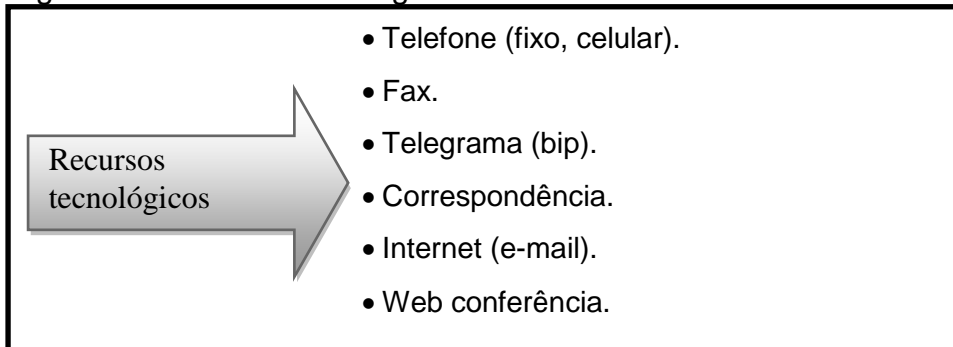 Recursos
tecnológicos
• Telefone (fixo, celular).
• Fax.
• Telegrama (bip).
• Correspondência.
• Internet (e-mail).
• Web conferência.